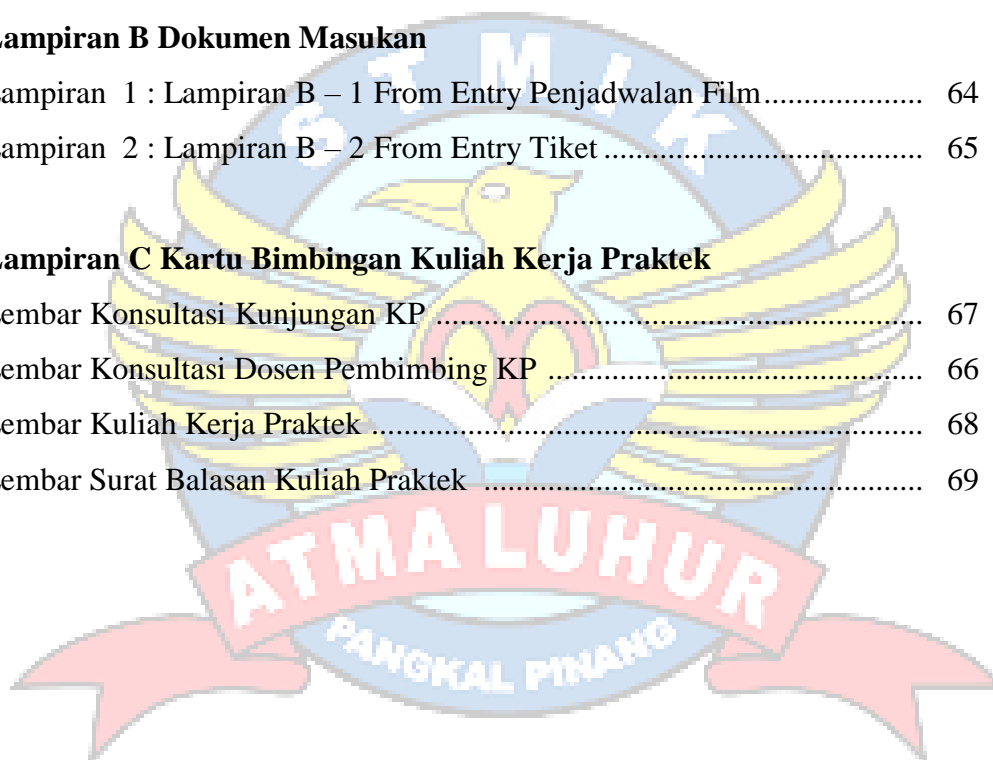 Lampiran B Dokumen Masukan
Lampiran 1 : Lampiran B – 1 From Entry Penjadwalan Film.................... 64
Lampiran 2 : Lampiran B – 2 From Entry Tiket ........................................ 65
Lampiran C Kartu Bimbingan Kuliah Kerja Praktek
Lembar Konsultasi Kunjungan KP ............................................................. 67
Lembar Konsultasi Dosen Pembimbing KP ............................................... 66
Lembar Kuliah Kerja Praktek ..................................................................... 68
Lembar Surat Balasan Kuliah Praktek ....................................................... 69
STMIK
ATMA LUHUR
PANGKAL PINANG